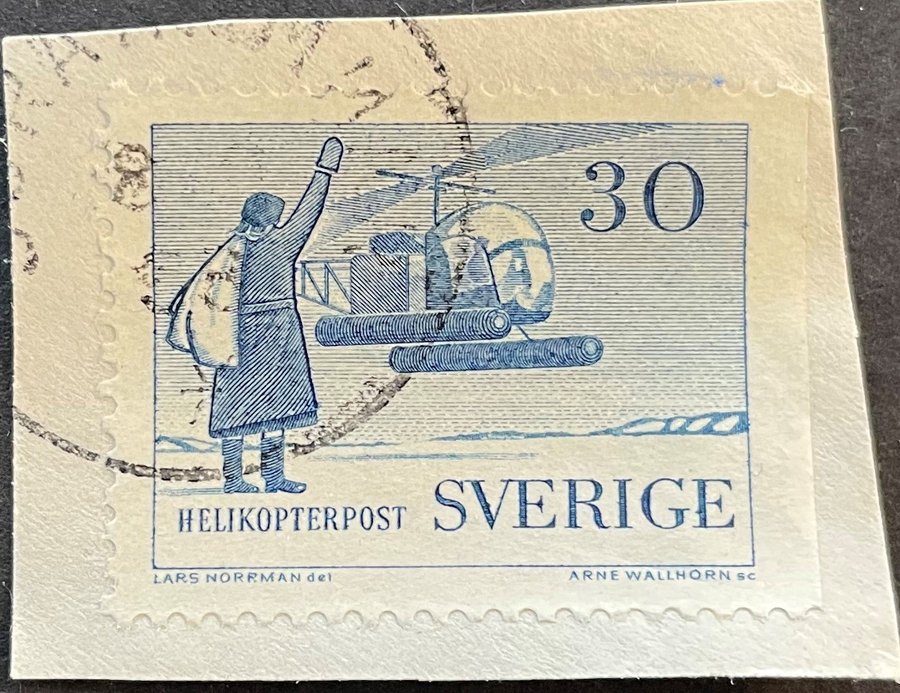 30
HELIKOPTERPOST SVERIGE
LARS NORRMAN del ARNE WALLHORN sc